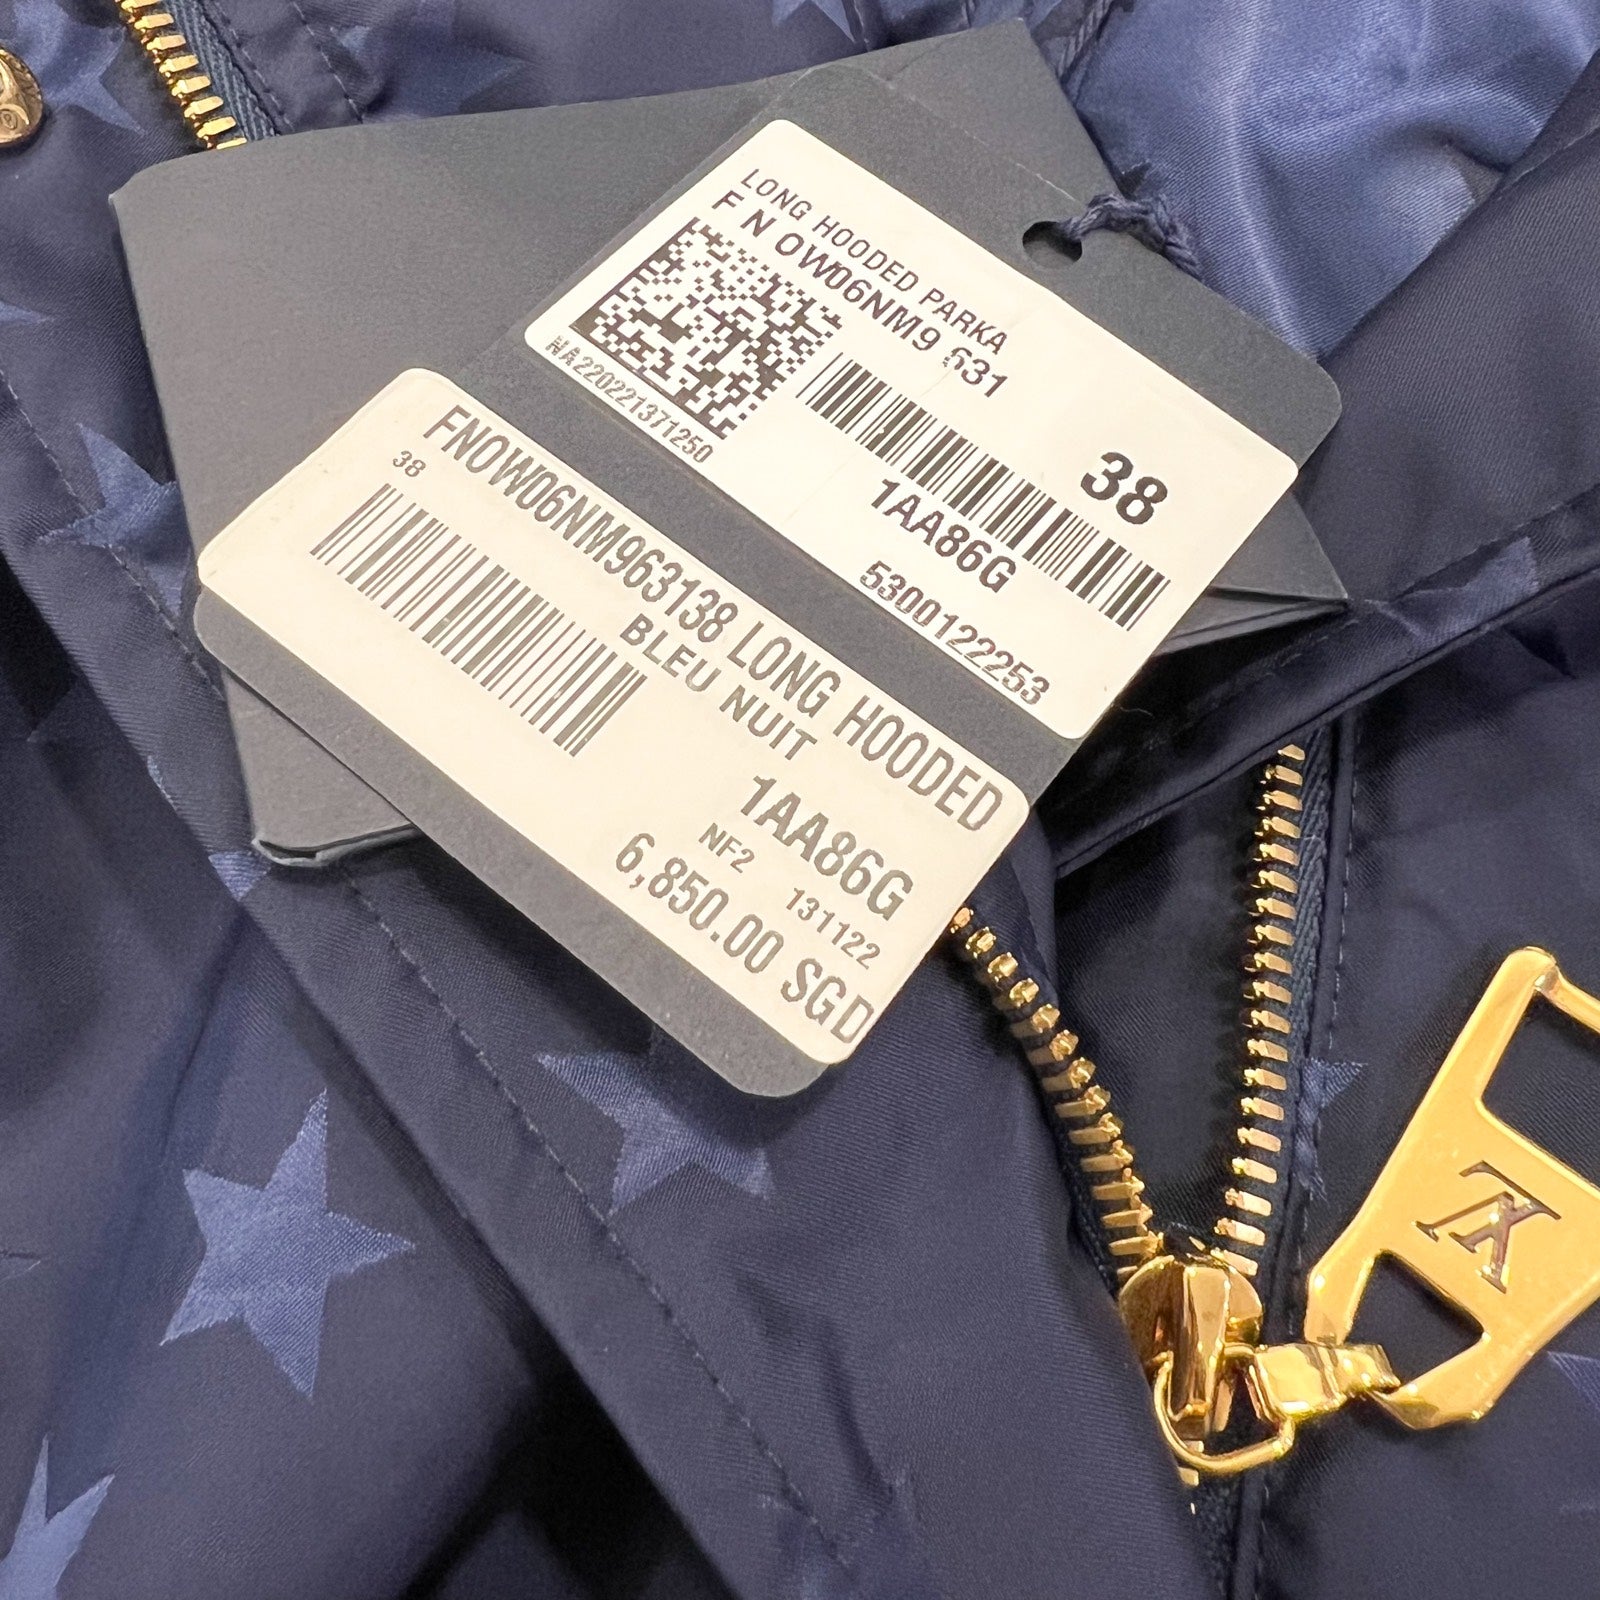 LONG HOODED PARKA
F N OW06NM9 631
NA220221371250
38
1AA86G
5300122253
FNOW06NM963138 LONG HOODED
38
BLEU NUIT
1AA86G
NF2 131122
6,850.00 SGD
LV